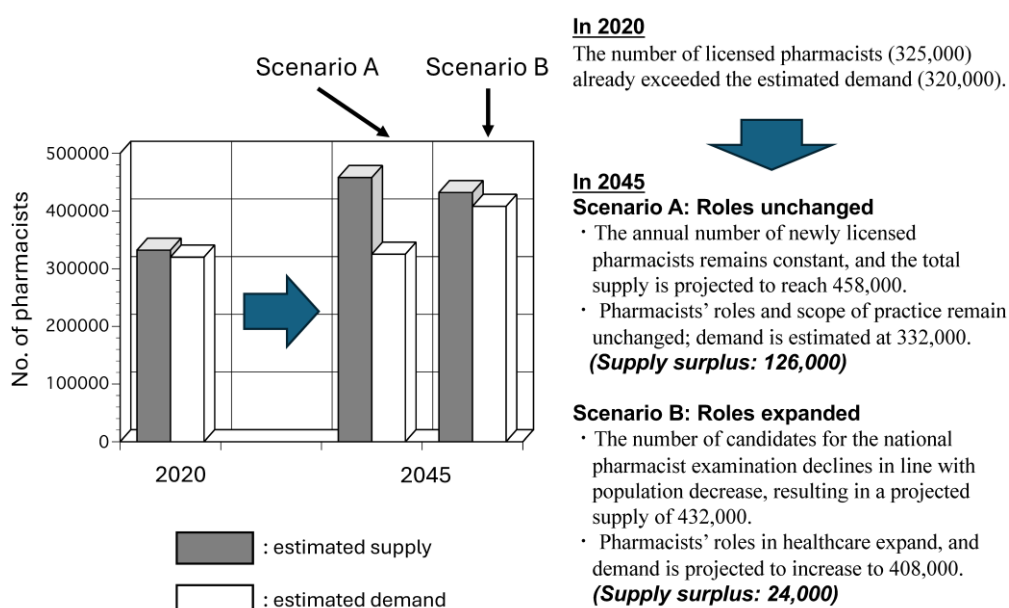 Scenario A
Scenario B
No. of pharmacists
500000
400000
300000
200000
100000
0
2020
2045
: estimated supply
: estimated demand
In 2020
The number of licensed pharmacists (325,000)
already exceeded the estimated demand (320,000).
In 2045
Scenario A: Roles unchanged
・The annual number of newly licensed
pharmacists remains constant, and the total
supply is projected to reach 458,000.
・ Pharmacists’ roles and scope of practice remain
unchanged; demand is estimated at 332,000.
(Supply surplus: 126,000)
Scenario B: Roles expanded
・The number of candidates for the national
pharmacist examination declines in line with
population decrease, resulting in a projected
supply of 432,000.
・ Pharmacists’ roles in healthcare expand, and
demand is projected to increase to 408,000.
(Supply surplus: 24,000)